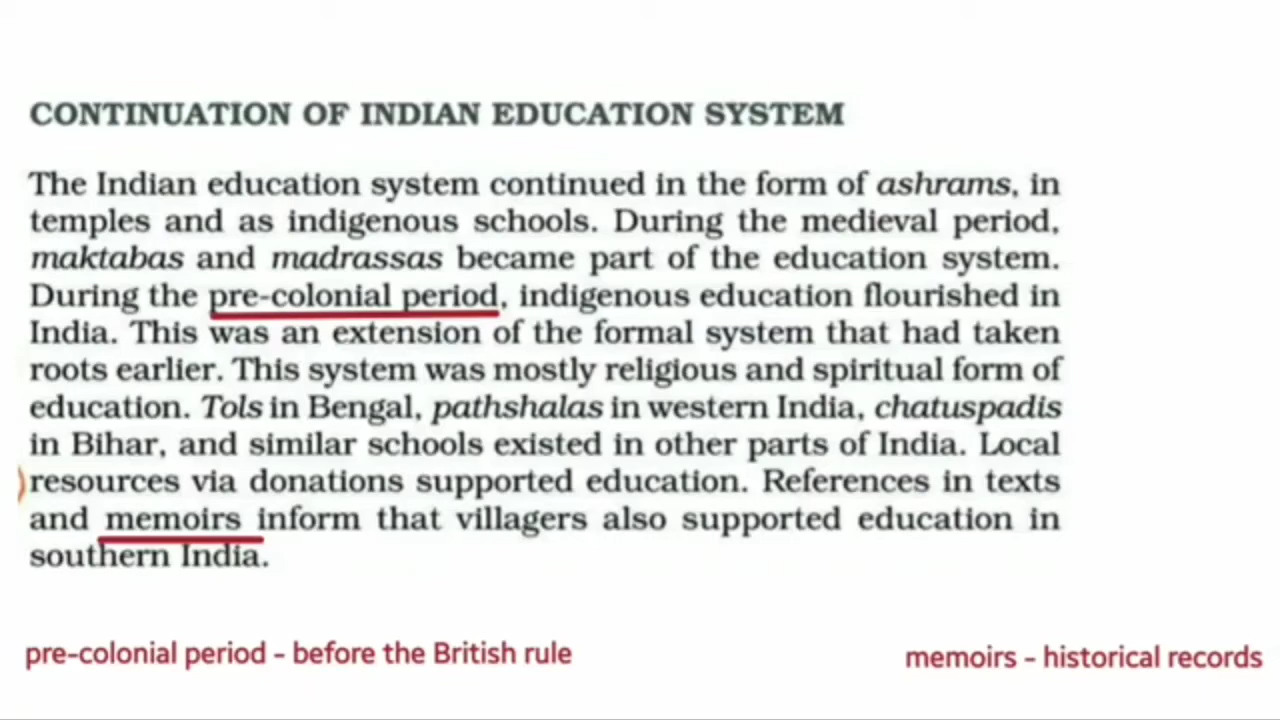 CONTINUATION OF INDIAN EDUCATION SYSTEM
The Indian education system continued in the form of ashrams, in
temples and as indigenous schools. During the medieval period,
maktabas and madrassas became part of the education system.
During the pre-colonial period, indigenous education flourished in
India. This was an extension of the formal system that had taken
roots earlier. This system was mostly religious and spiritual form of
education. Tols in Bengal, pathshalas in western India, chatuspadis
in Bihar, and similar schools existed in other parts of India. Local
resources via donations supported education. References in texts
and memoirs inform that villagers also supported education in
southern India.
pre-colonial period - before the British rule
memoirs - historical records